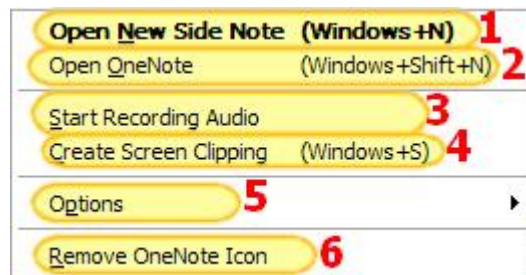 Open New Side Note (Windows+N) 1
Open OneNote (Windows+Shift+N) 2
Start Recording Audio 3
Create Screen Clipping (Windows+S) 4
Options 5
Remove OneNote Icon 6